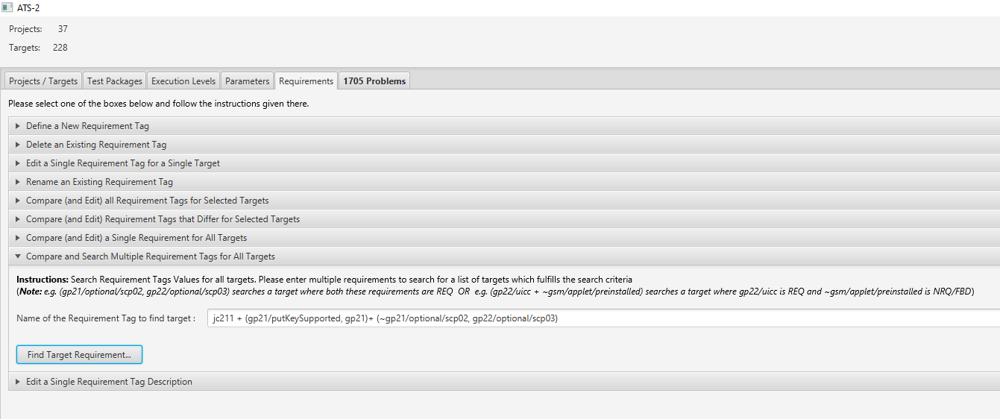 ATS-2
Projects: 37
Targets: 228
Projects / Targets Test Packages Execution Levels Parameters Requirements 1705 Problems
Please select one of the boxes below and follow the instructions given there.
Define a New Requirement Tag
Delete an Existing Requirement Tag
Edit a Single Requirement Tag for a Single Target
Rename an Existing Requirement Tag
Compare (and Edit) all Requirement Tags for Selected Targets
Compare (and Edit) Requirement Tags that Differ for Selected Targets
Compare (and Edit) a Single Requirement for All Targets
Compare and Search Multiple Requirement Tags for All Targets
Instructions: Search Requirement Tags Values for all targets. Please enter multiple requirements to search for a list of targets which fulfills the search criteria
(Note: e.g. (gp21/optional/scp02, gp22/optional/scp03) searches a target where both these requirements are REQ OR e.g. (gp22/uicc + ~gsm/applet/preinstalled) searches a target where gp22/uicc is REQ and ~gsm/applet/preinstalled is NRQ/FBD)
Name of the Requirement Tag to find target : jc211 + (gp21/putKeySupported, gp21)+ (~gp21/optional/scp02, gp22/optional/scp03)
Find Target Requirement...
Edit a Single Requirement Tag Description